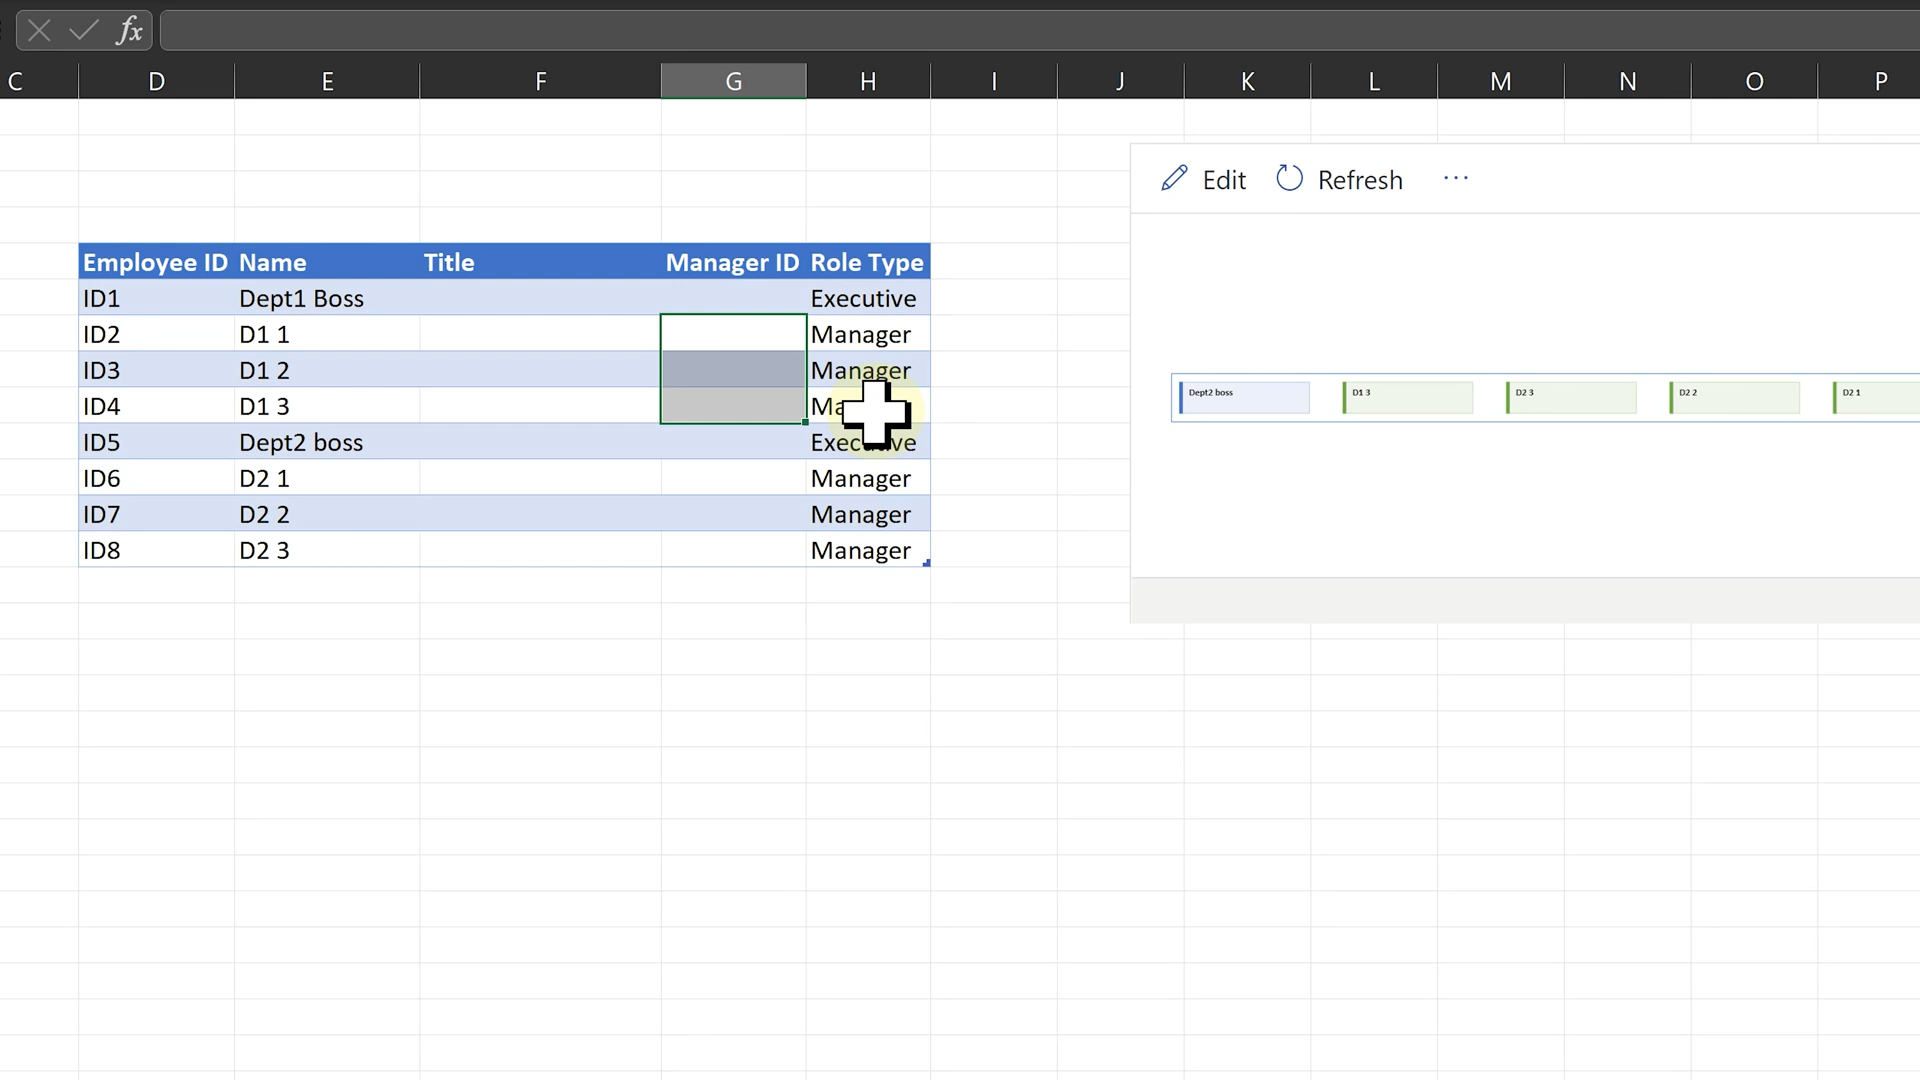 fx
C D E F G H I J K L M N O P
Edit Refresh ...
Employee ID Name Title Manager ID Role Type
ID1 Dept1 Boss Executive
ID2 D1 1 Manager
ID3 D1 2 Manager
ID4 D1 3
ID5 Dept2 boss Executive
ID6 D2 1 Manager
ID7 D2 2 Manager
ID8 D2 3 Manager
Dept2 boss D1 3 D2 3 D2 2 D2 1